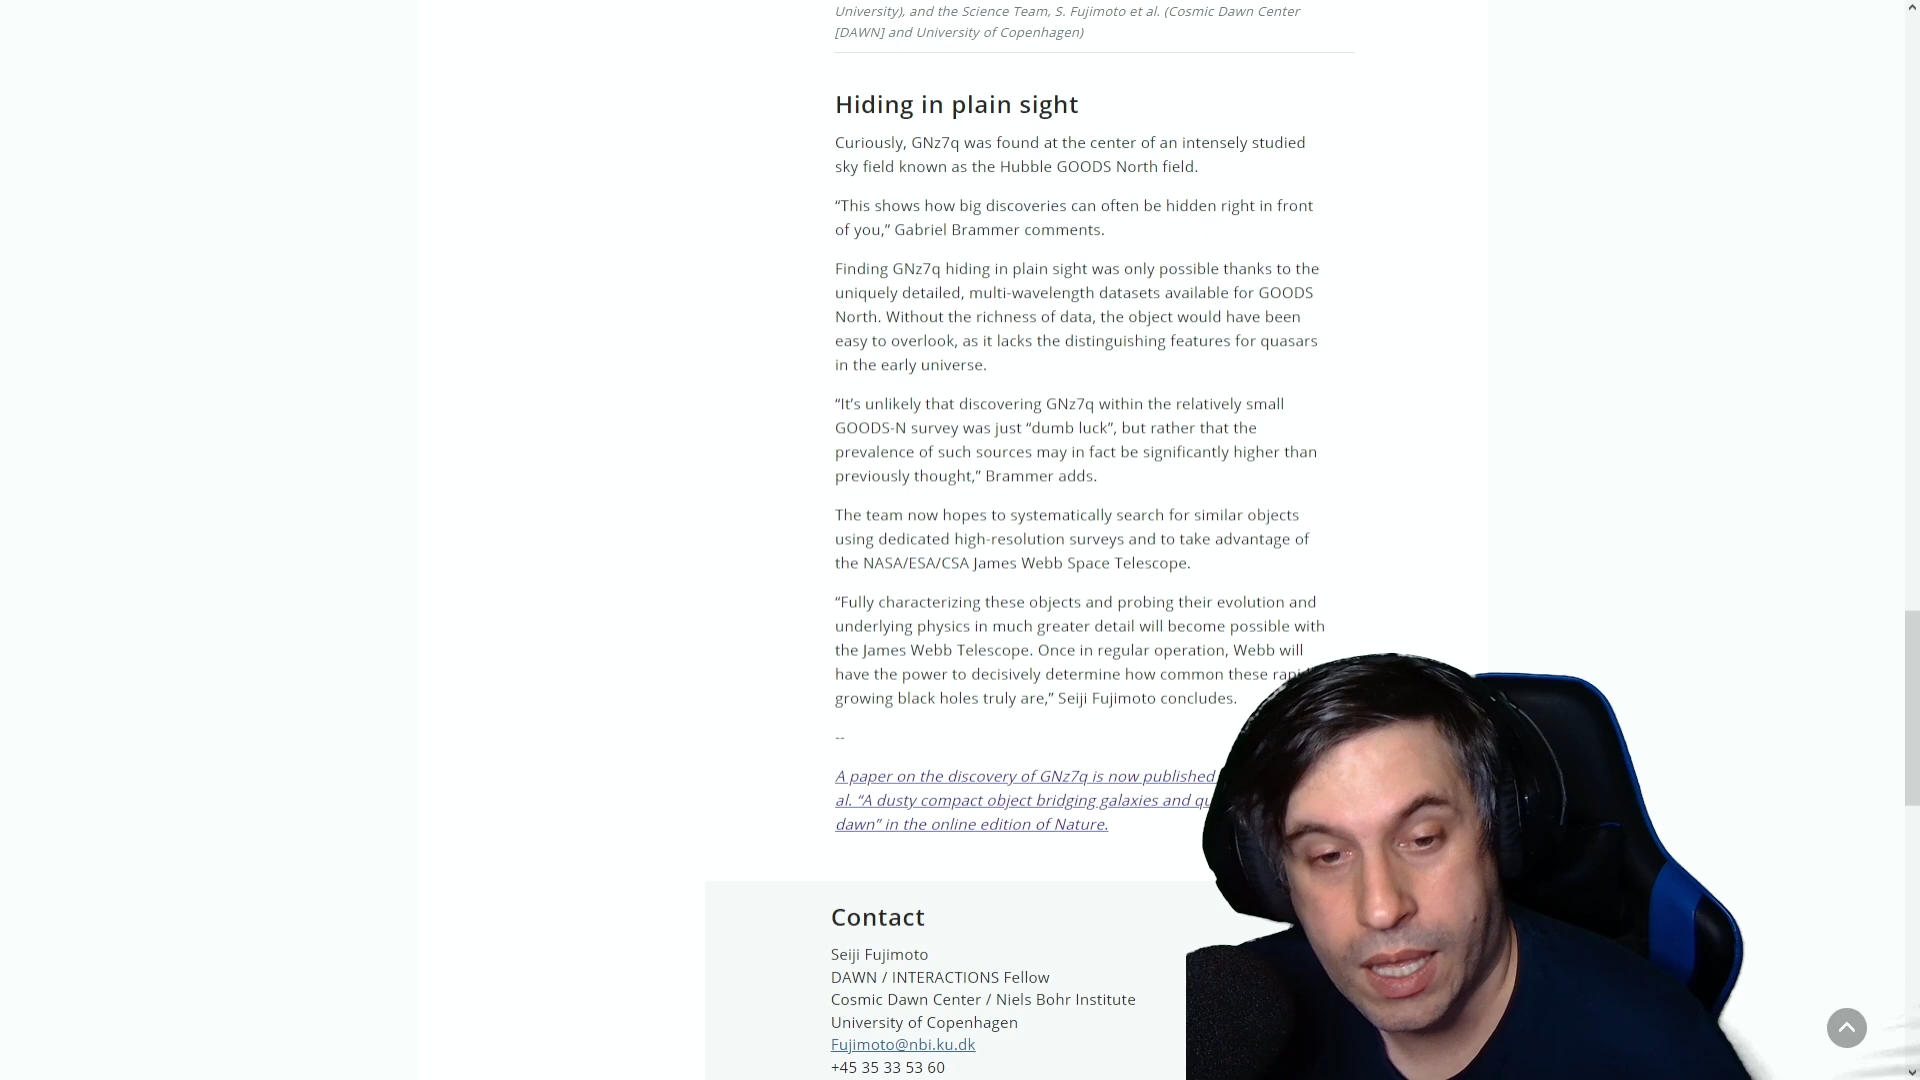 University), and the Science Team, S. Fujimoto et al. (Cosmic Dawn Center
[DAWN] and University of Copenhagen)
Hiding in plain sight
Curiously, GNz7q was found at the center of an intensely studied
sky field known as the Hubble GOODS North field.
“This shows how big discoveries can often be hidden right in front
of you,” Gabriel Brammer comments.
Finding GNz7q hiding in plain sight was only possible thanks to the
uniquely detailed, multi-wavelength datasets available for GOODS
North. Without the richness of data, the object would have been
easy to overlook, as it lacks the distinguishing features for quasars
in the early universe.
“It’s unlikely that discovering GNz7q within the relatively small
GOODS-N survey was just “dumb luck”, but rather that the
prevalence of such sources may in fact be significantly higher than
previously thought,” Brammer adds.
The team now hopes to systematically search for similar objects
using dedicated high-resolution surveys and to take advantage of
the NASA/ESA/CSA James Webb Space Telescope.
“Fully characterizing these objects and probing their evolution and
underlying physics in much greater detail will become possible with
the James Webb Telescope. Once in regular operation, Webb will
have the power to decisively determine how common these
growing black holes truly are,” Seiji Fujimoto concludes.
--
A paper on the discovery of GNz7q is now published
al. “A dusty compact object bridging galaxies and
dawn” in the online edition of Nature.
Contact
Seiji Fujimoto
DAWN / INTERACTIONS Fellow
Cosmic Dawn Center / Niels Bohr Institute
University of Copenhagen
Fujimoto@nbi.ku.dk
+45 35 33 53 60